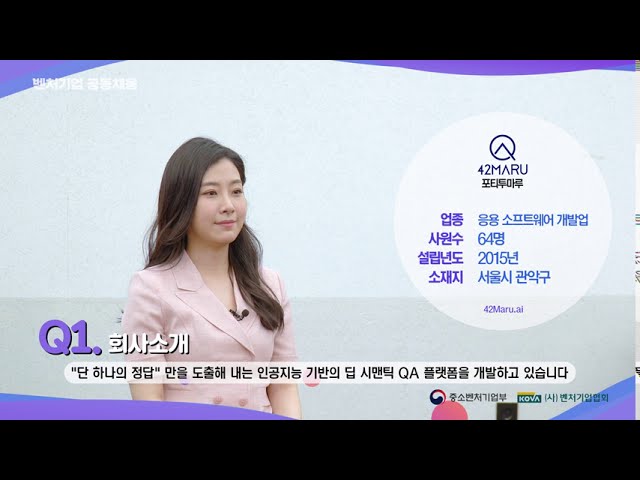 벤처기업 공동채용
42MARU
포티투마루
업종 응용 소프트웨어 개발업
사원수 64명
설립년도 2015년
소재지 서울시 관악구
42Maru.ai
Q1. 회사소개
"단 하나의 정답" 만을 도출해 내는 인공지능 기반의 딥 시맨틱 QA 플랫폼을 개발하고 있습니다
중소벤처기업부 KOVA (사) 벤처기업협회